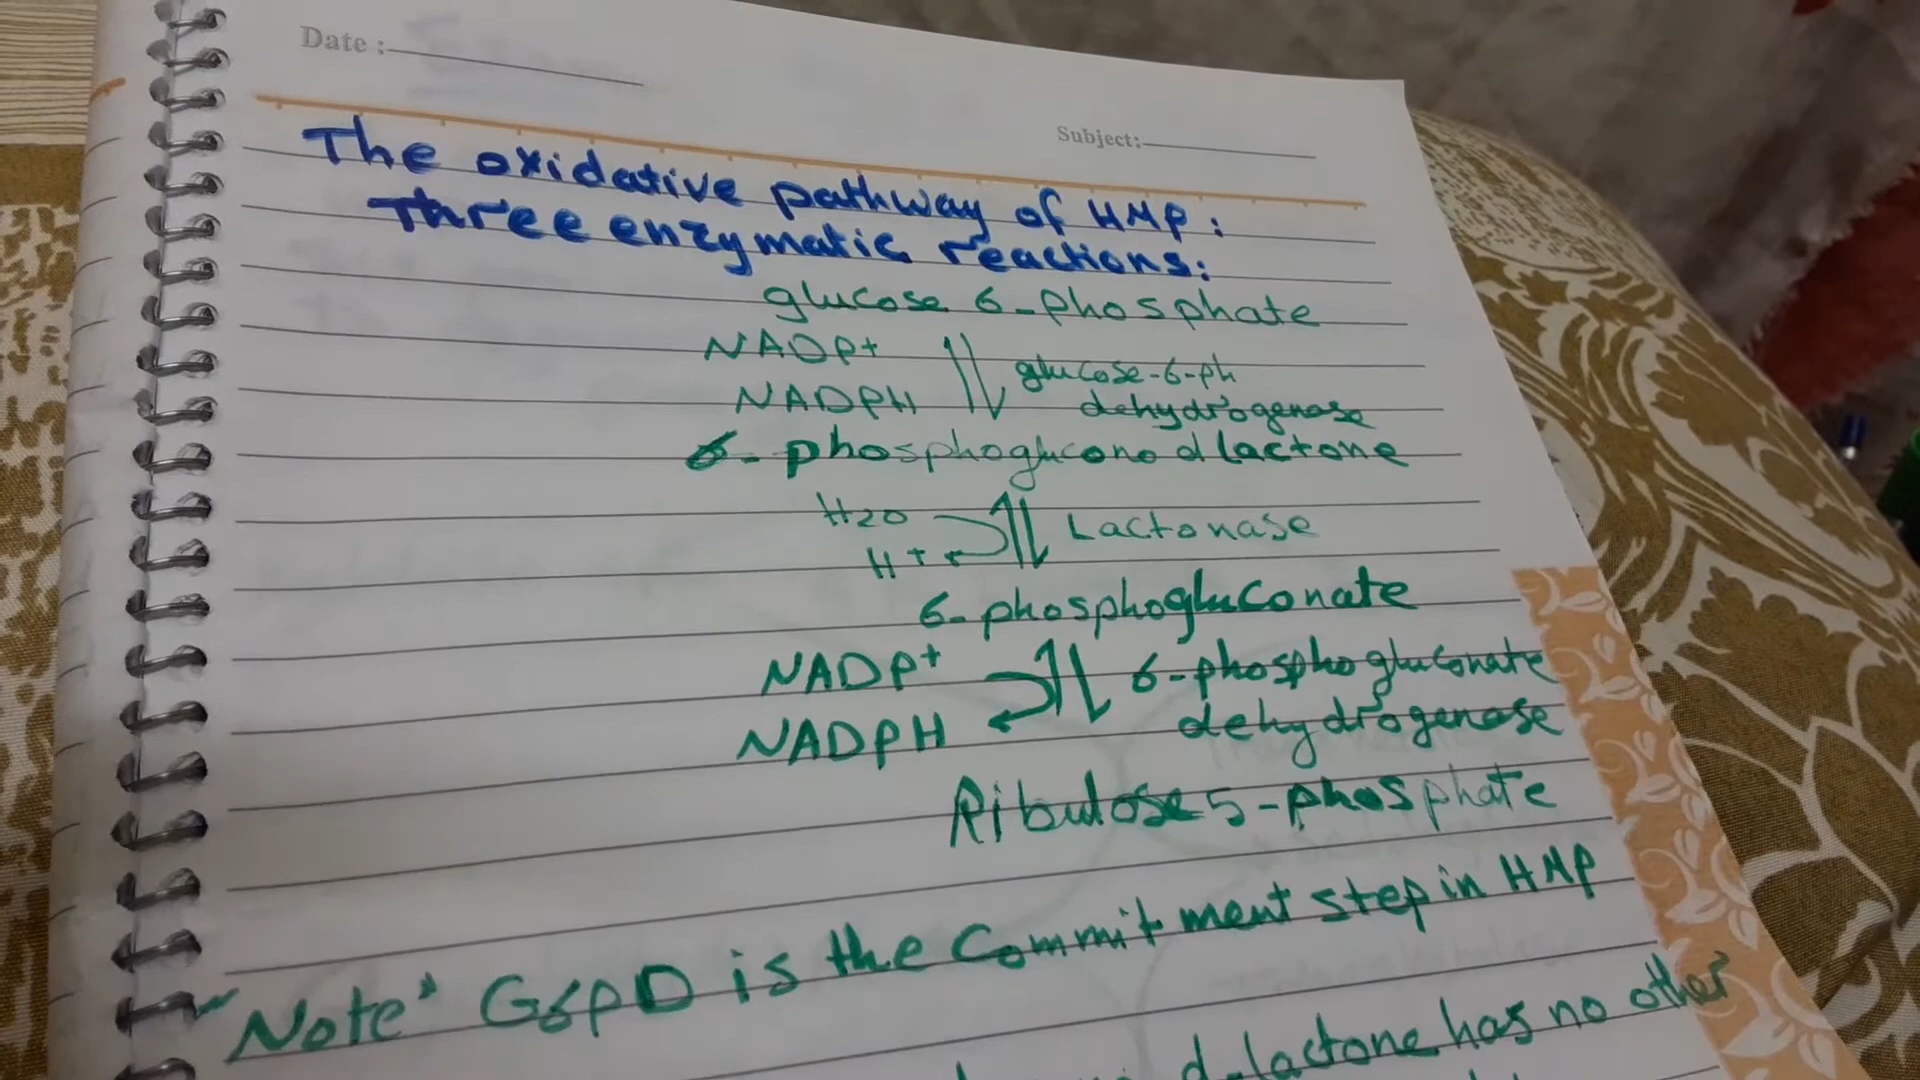 Date :
Subject:
The oxidative pathway of HMP:
Three enzymatic reactions:
glucose 6-phosphate
NADP+
glucose-6-ph
NADPH
dehydrogenase
6-phosphoglucono d lactone
H2O
Lactonase
H+
6-phosphogluconate
NADP+
6-phosphogluconate
NADPH
dehydrogenase
Ribulose 5-phosphate
"Note" G6PD is the Commitment step in HMP
d-lactone has no other